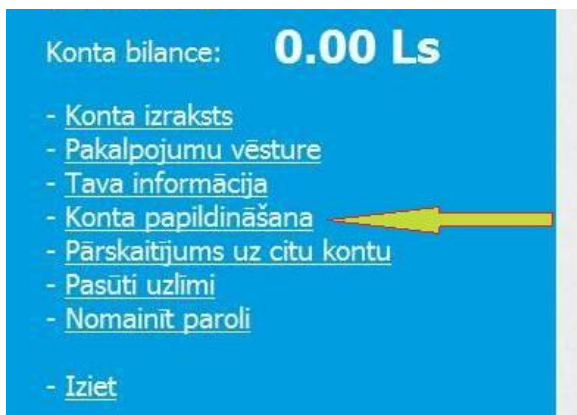 Konta bilance: 0.00 Ls
- Konta izraksts
- Pakalpojumu vēsture
- Tava informācija
- Konta papildināšana
- Pārskaitījums uz citu kontu
- Pasūti uzlīmi
- Nomainīt paroli
- Iziet